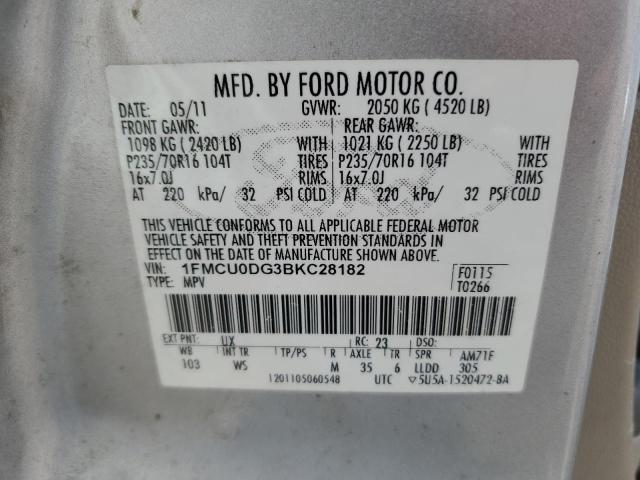 MFD. BY FORD MOTOR CO.
DATE: 05/11 GVWR: 2050 KG ( 4520 LB)
FRONT GAWR: REAR GAWR:
1098 KG ( 2420 LB) WITH 1021 KG ( 2250 LB) WITH
P235/70R16 104T TIRES P235/70R16 104T TIRES
16x7.0J RIMS 16x7.0J RIMS
AT 220 kPa/ 32 PSI COLD AT 220 kPa/ 32 PSI COLD
THIS VEHICLE CONFORMS TO ALL APPLICABLE FEDERAL MOTOR
VEHICLE SAFETY AND THEFT PREVENTION STANDARDS IN
EFFECT ON THE DATE OF MANUFACTURE SHOWN ABOVE.
VIN: 1FMCU0DG3BKC28182 F0115
TYPE: MPV T0266
EXT PNT: UX RC: 23 DSO:
WB INT TR TP/PS R AXLE TR SPR AM71F
103 WS M 35 6 LLDD 305
1201105060548 UTC ▽5U5A-1520472-BA